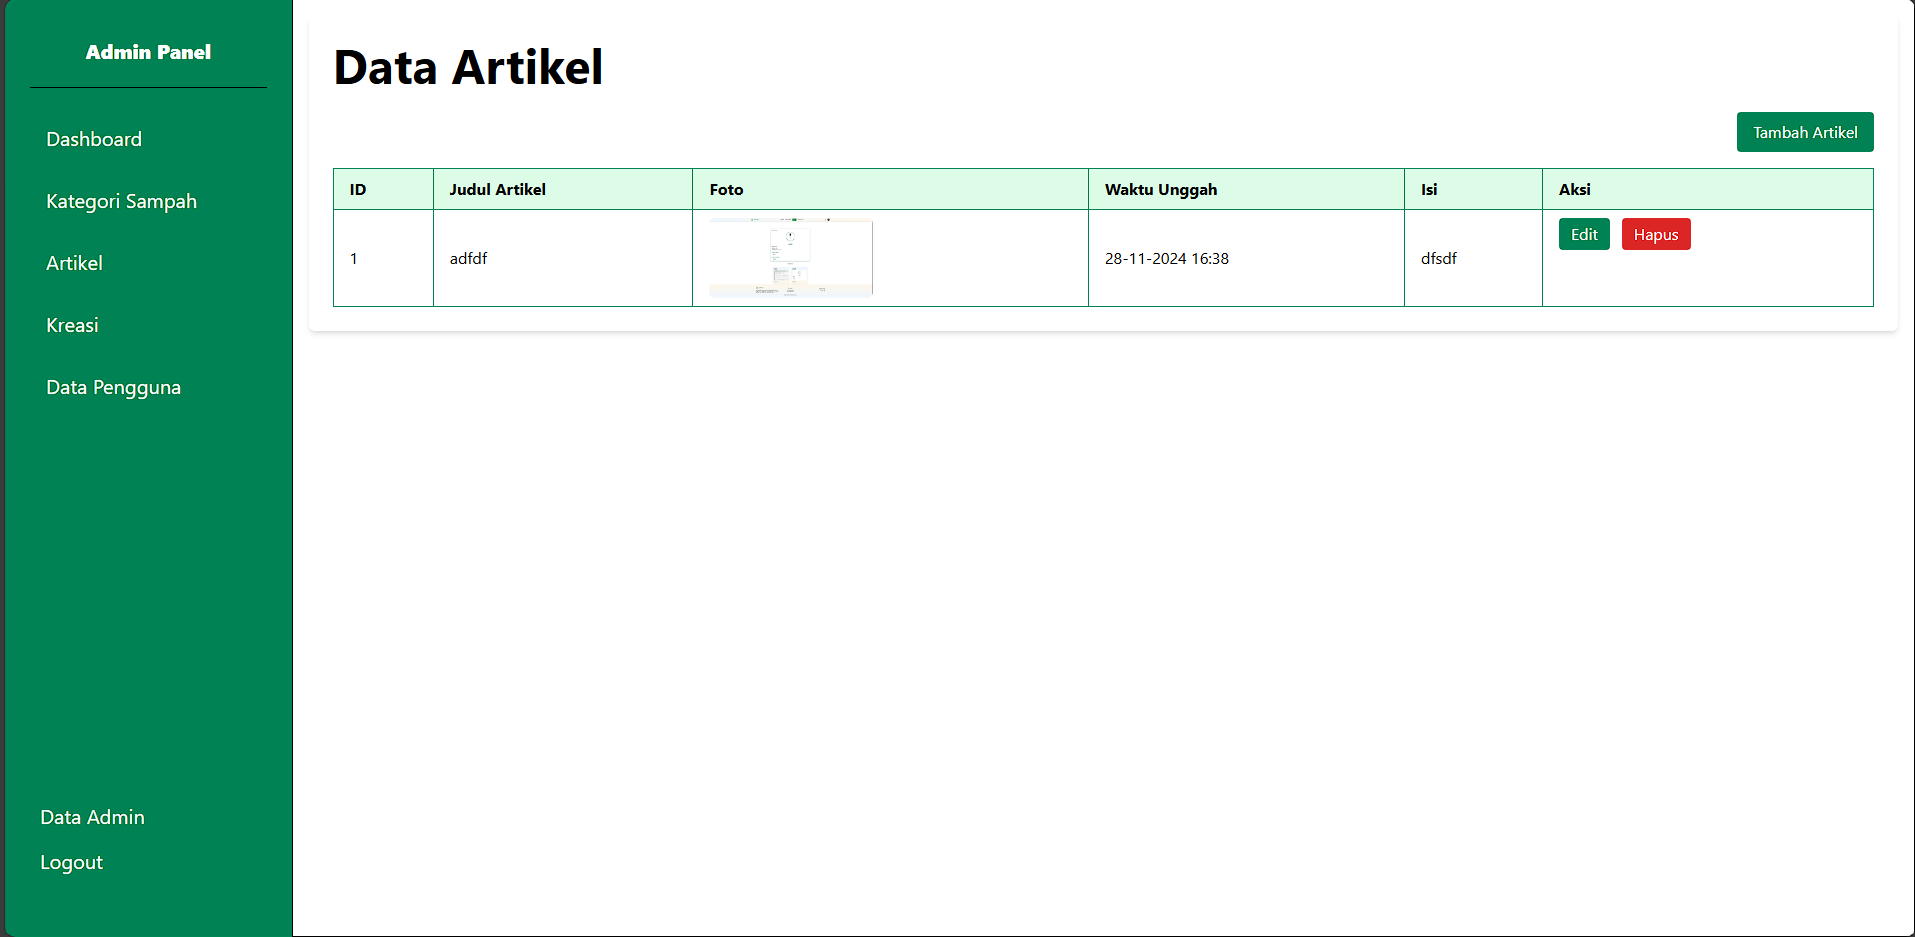 Admin Panel
Dashboard
Kategori Sampah
Artikel
Kreasi
Data Pengguna
Data Admin
Logout
Data Artikel
Tambah Artikel
ID Judul Artikel Foto Waktu Unggah Isi Aksi
1 adfdf 28-11-2024 16:38 dfsdf Edit Hapus